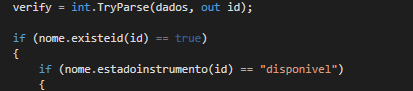 verify = int.TryParse(dados, out id);
if (nome.existeid(id) == true)
{
if (nome.estadoinstrumento(id) == "disponivel")
{